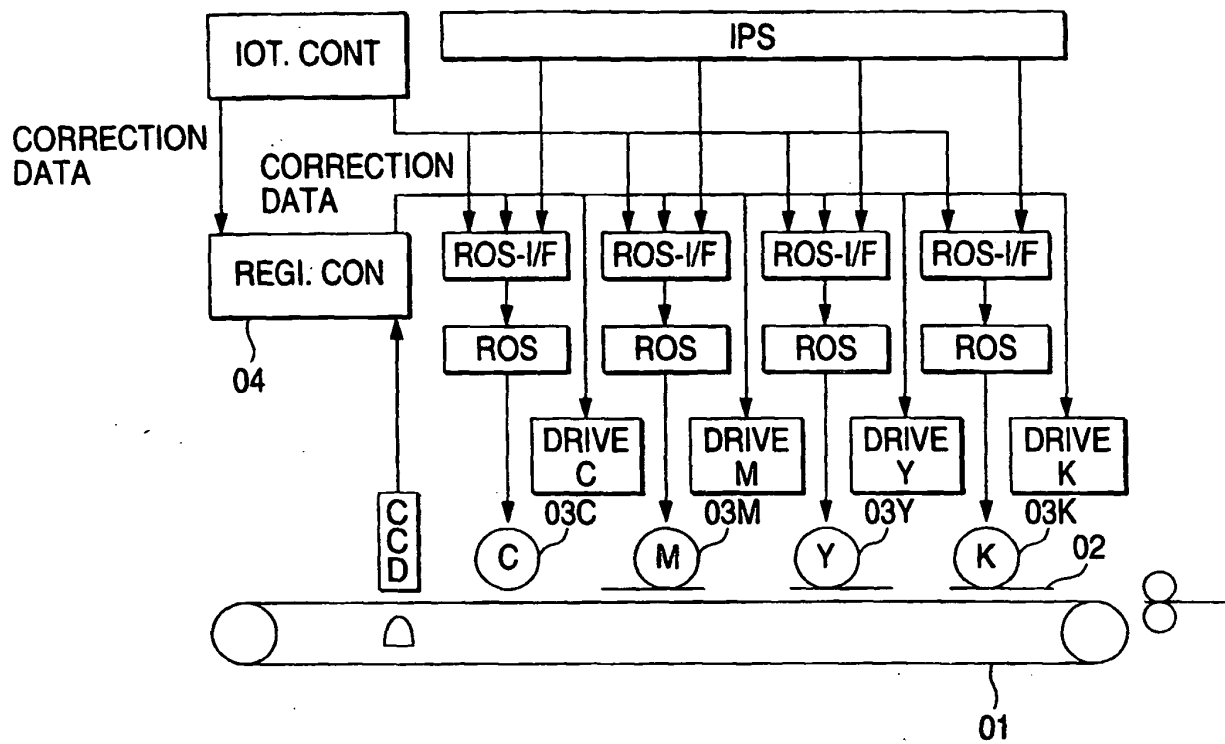 IOT. CONT
IPS
CORRECTION
DATA
CORRECTION
DATA
REGI. CON
ROS-I/F
ROS-I/F
ROS-I/F
ROS-I/F
ROS
ROS
ROS
ROS
04
DRIVE
C
DRIVE
M
DRIVE
Y
DRIVE
K
CCD
03C
03M
03Y
03K
C
M
Y
K
02
01